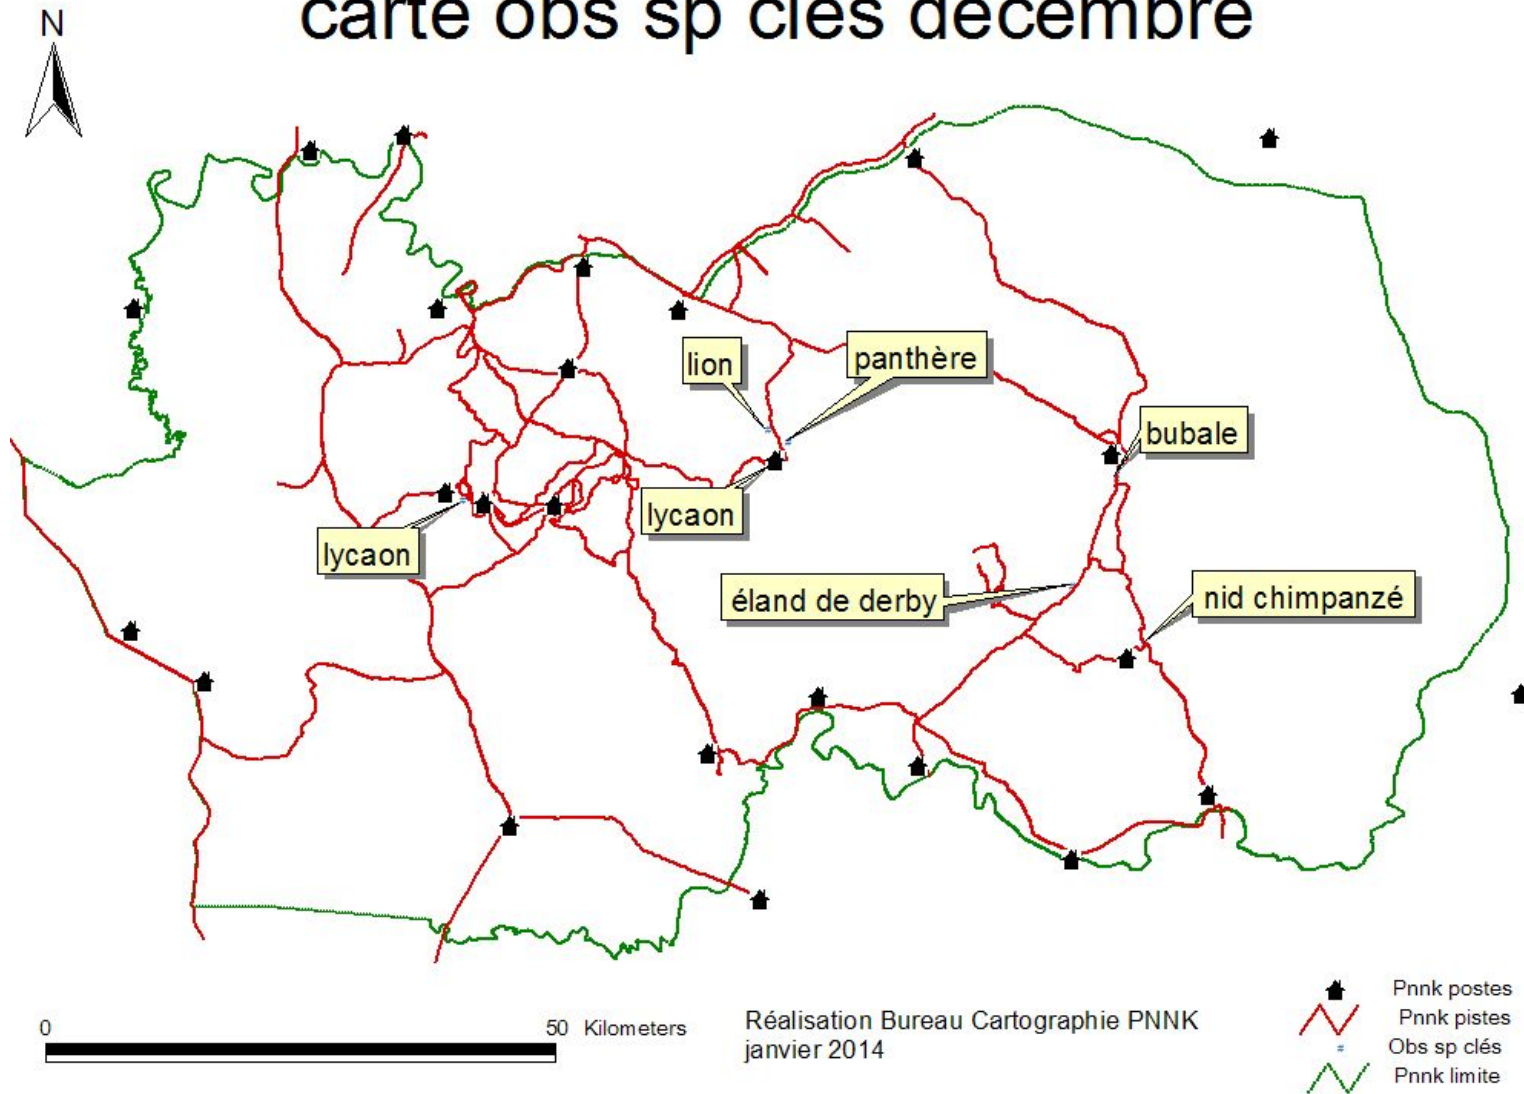 carte obs sp clés décembre
N
lion
panthère
bubale
lycaon
lycaon
éland de derby
nid chimpanzé
0 50 Kilometers
Réalisation Bureau Cartographie PNNK
janvier 2014
Pnnk postes
Pnnk pistes
Obs sp clés
Pnnk limite